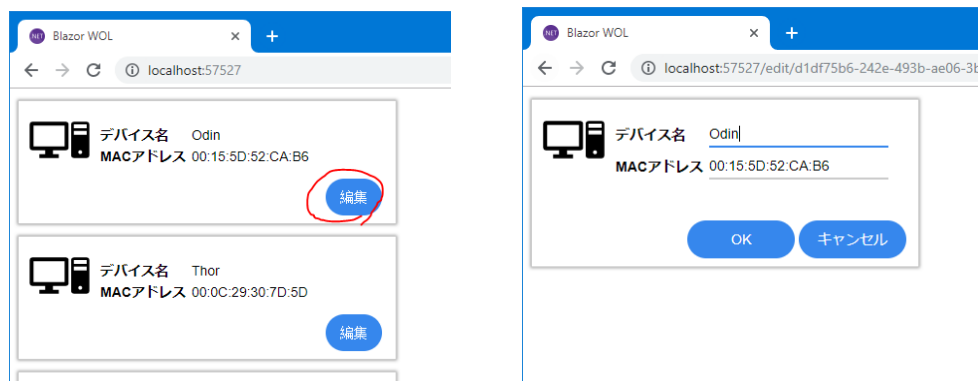 Blazor WOL
localhost:57527
デバイス名 Odin
MACアドレス 00:15:5D:52:CA:B6
編集
デバイス名 Thor
MACアドレス 00:0C:29:30:7D:5D
編集
Blazor WOL
localhost:57527/edit/d1df75b6-242e-493b-ae06-3b
デバイス名 Odin
MACアドレス 00:15:5D:52:CA:B6
OK キャンセル